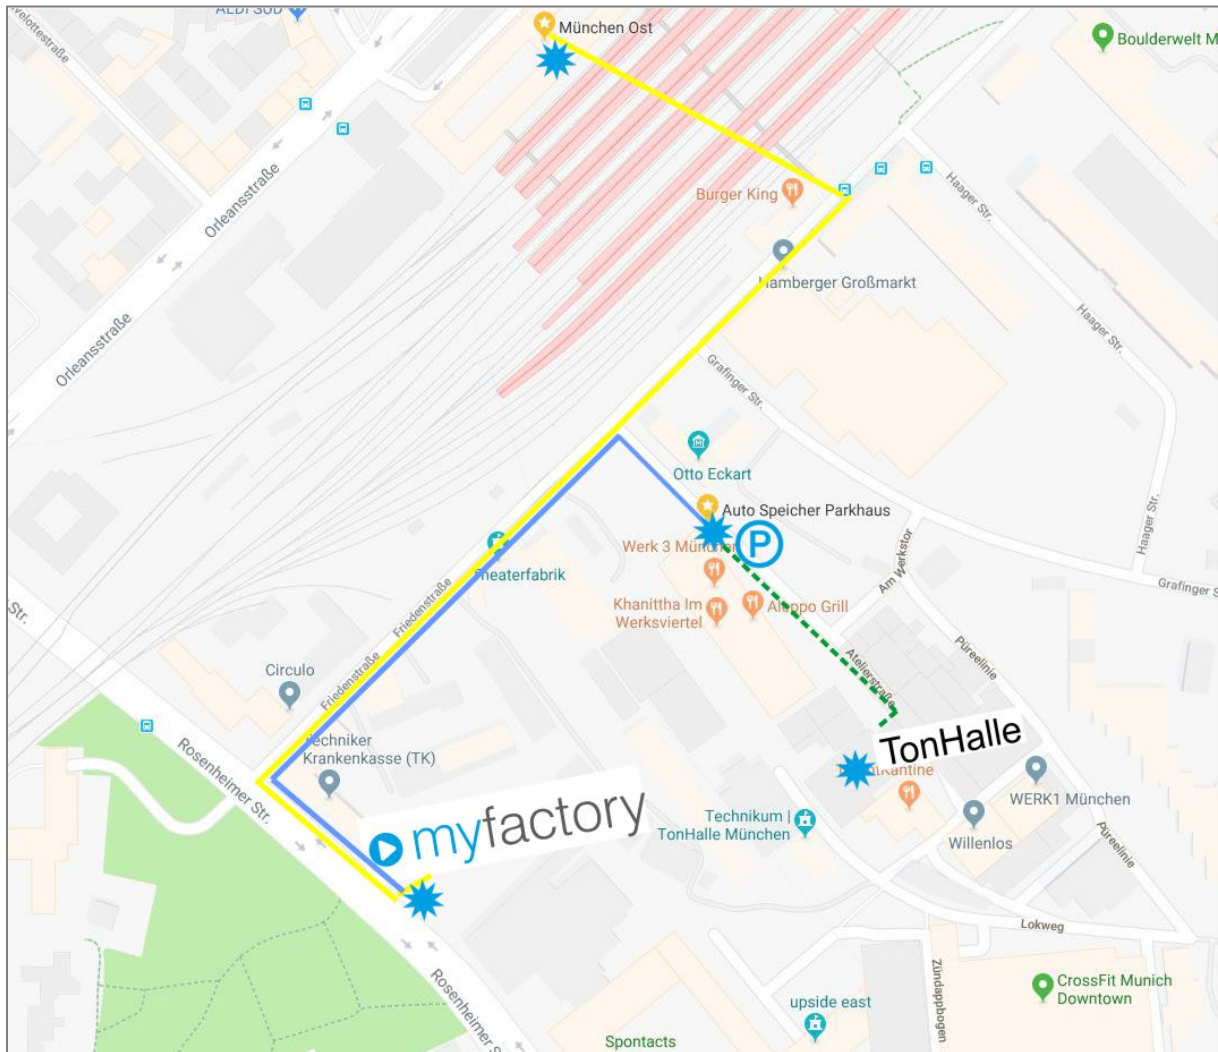 ALDI SÜD
velottestraße
München Ost
Boulderwelt M
Orleansstraße
Burger King
Haager Str.
Hamberger Großmarkt
Orleansstraße
Haager Str.
Grafinger Str.
Otto Eckart
Auto Speicher Parkhaus
P
Werk 3 München
Haager Str.
Theaterfabrik
Am Werkstor
Grafinger S
Khanittha Im
Werksviertel
Aleppo Grill
Friedenstraße
Str.
Püreelinie
Circulo
Friedenstraße
Atelierstraße
TonHalle
Rosenheimer Str.
Techniker
Krankenkasse (TK)
Kantine
WERK1 München
myfactory
Technikum |
TonHalle München
Willenlos
Püreelinie
Lokweg
Rosenheimer S
Zündappbogen
CrossFit Munich
Downtown
upside east
Spontacts